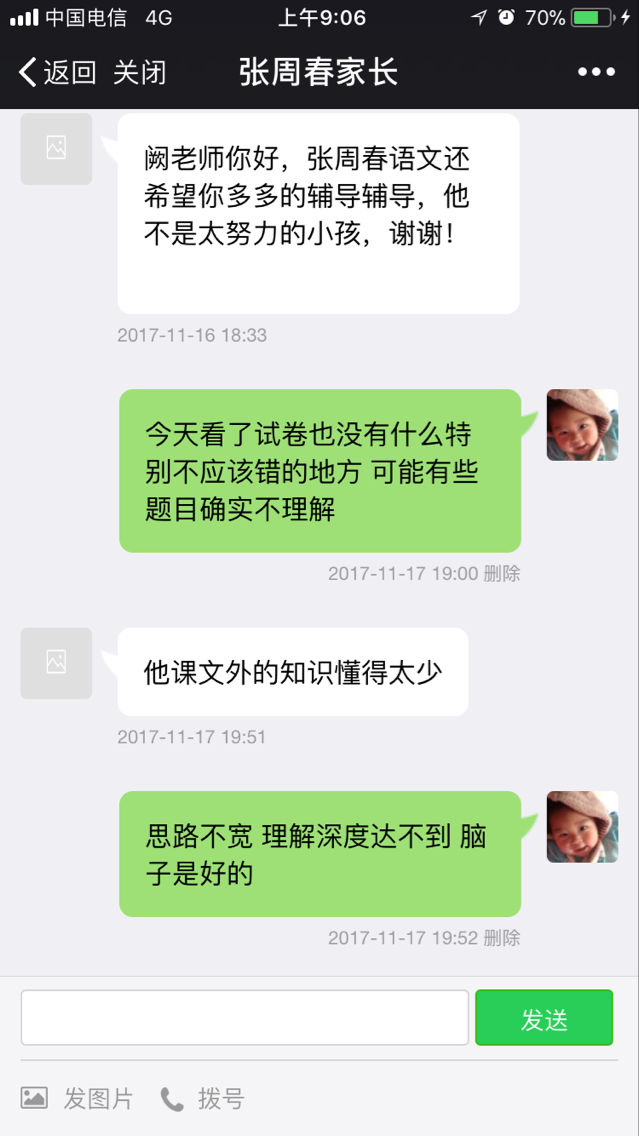 中国电信 4G 上午9:06 70%
返回 关闭 张周春家长
阙老师你好，张周春语文还
希望你多多的辅导辅导，他
不是太努力的小孩，谢谢！
2017-11-16 18:33
今天看了试卷也没有什么特
别不应该错的地方 可能有些
题目确实不理解
2017-11-17 19:00 删除
他课文外的知识懂得太少
2017-11-17 19:51
思路不宽 理解深度达不到 脑
子是好的
2017-11-17 19:52 删除
发送
发图片 拨号